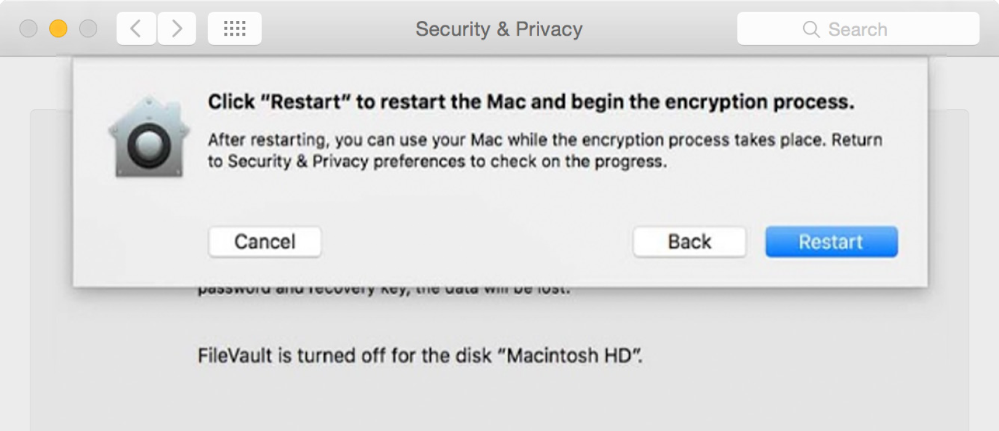 Security & Privacy
Search
Click “Restart” to restart the Mac and begin the encryption process.
After restarting, you can use your Mac while the encryption process takes place. Return
to Security & Privacy preferences to check on the progress.
Cancel
Back
Restart
password and recovery key, the data will be lost.
FileVault is turned off for the disk “Macintosh HD”.